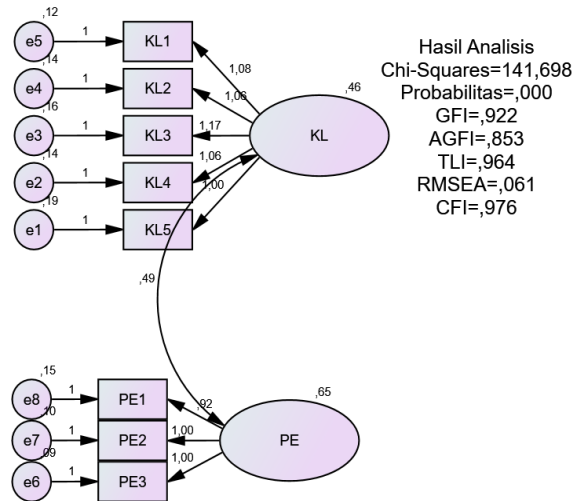 ,12
e5
1
KL1
,14
e4
1
KL2
,16
e3
1
KL3
,14
e2
1
KL4
,19
e1
1
KL5
1,08
1,06
1,17
1,06
1,00
,46
KL
Hasil Analisis
Chi-Squares=141,698
Probabilitas=,000
GFI=,922
AGFI=,853
TLI=,964
RMSEA=,061
CFI=,976
,49
,15
e8
1
PE1
,10
e7
1
PE2
,09
e6
1
PE3
,92
1,00
1,00
,65
PE